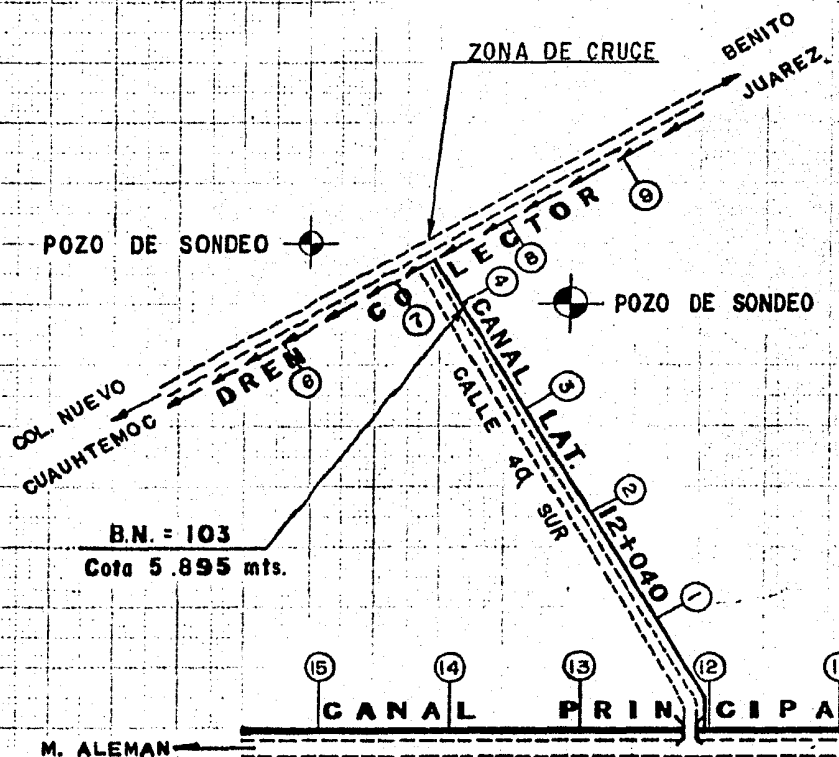 ZONA DE CRUCE
BENITO
JUAREZ.
9
DREN COLECTOR
8
7
6
POZO DE SONDEO
POZO DE SONDEO
COL. NUEVO
CUAUHTEMOC
4
CANAL LAT. 12+040
3
2
1
CALLE 4a SUR
B.N. = 103
Cota 5.895 mts.
15
14
13
12
CANAL PRINCIPA
M. ALEMAN